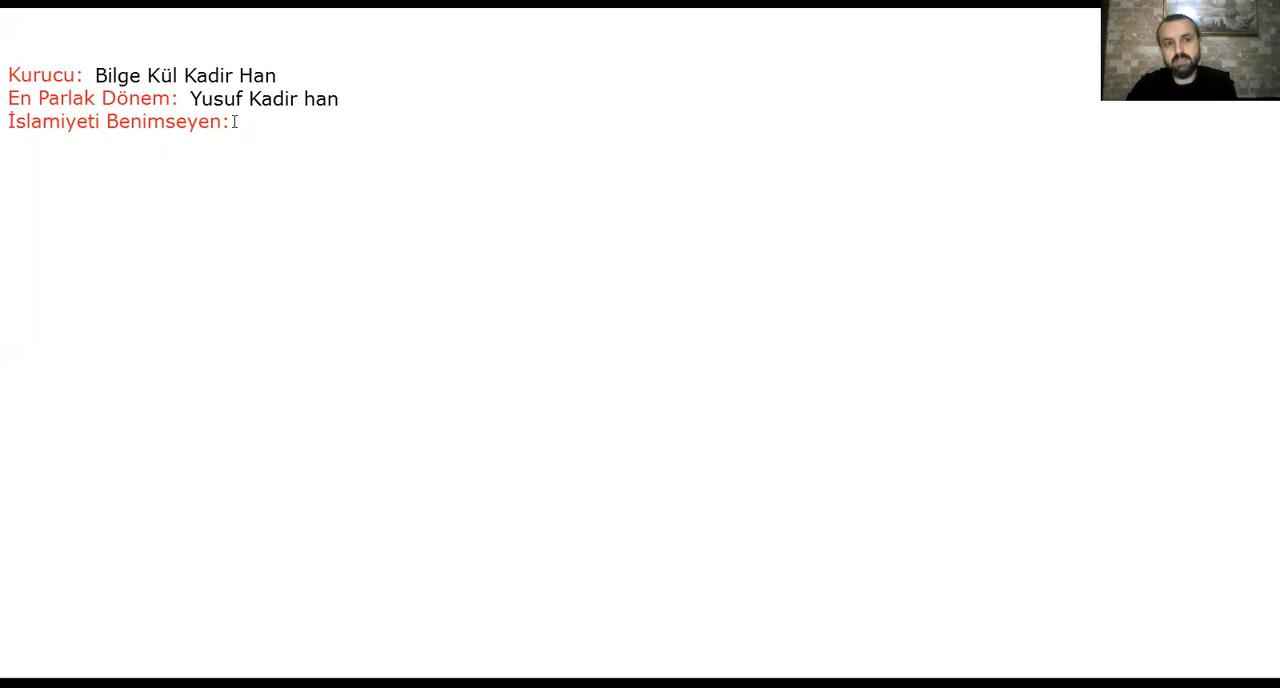 Kurucu: Bilge Kül Kadir Han
En Parlak Dönem: Yusuf Kadir han
İslamiyeti Benimseyen: